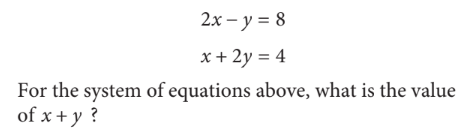 2x – y = 8
x + 2y = 4
For the system of equations above, what is the value
of x + y ?